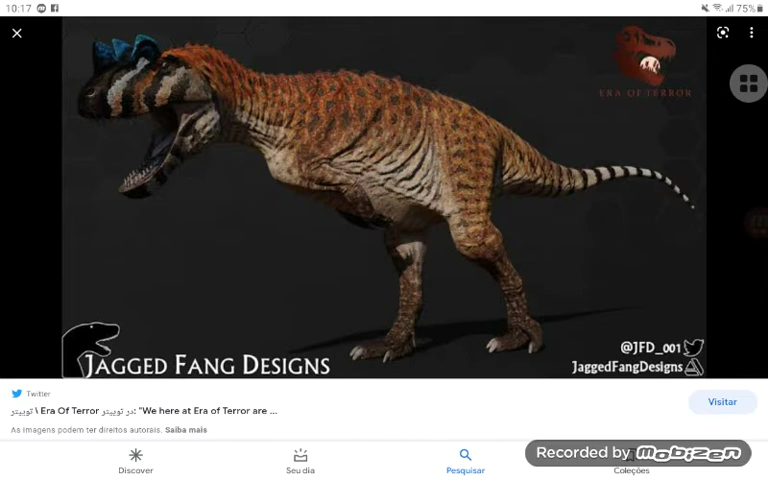 10:17
75%
ERA OF TERROR
JAGGED FANG DESIGNS
@JFD_001
JaggedFangDesigns
Twitter
در توییتر Era Of Terror \ توییتر: "We here at Era of Terror are ...
Visitar
As imagens podem ter direitos autorais. Saiba mais
Recorded by mobizen
Discover
Seu dia
Pesquisar
Coleções